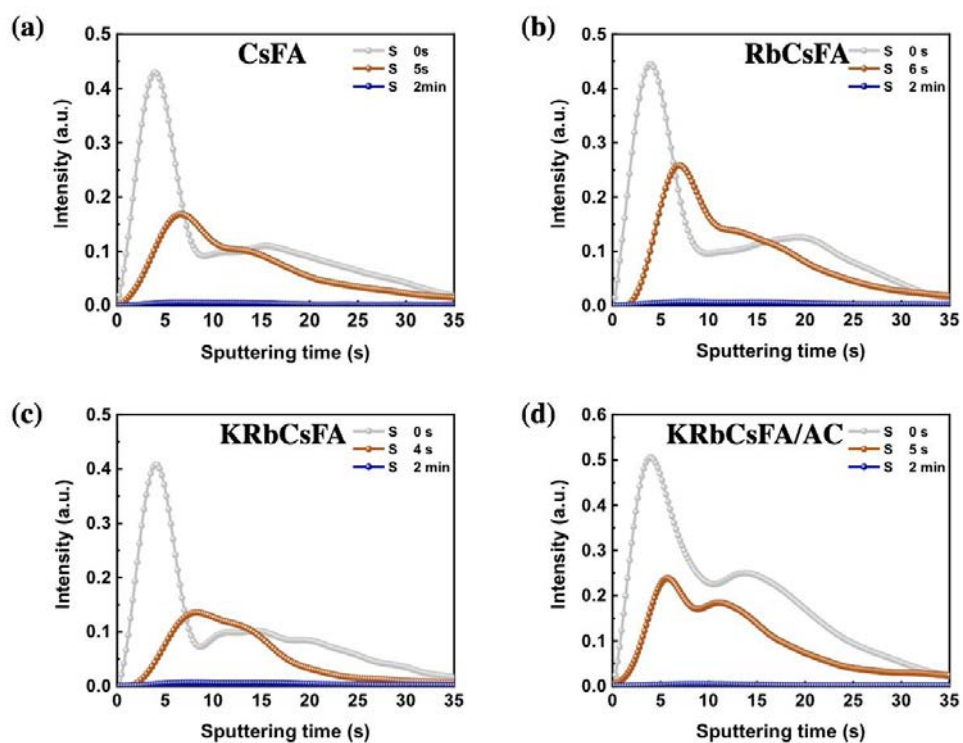 (a)
CsFA
S 0s
S 5s
S 2min
Intensity (a.u.)
0.5
0.4
0.3
0.2
0.1
0.0
0 5 10 15 20 25 30 35
Sputtering time (s)
(b)
RbCsFA
S 0 s
S 6 s
S 2 min
Intensity (a.u.)
0.5
0.4
0.3
0.2
0.1
0.0
0 5 10 15 20 25 30 35
Sputtering time (s)
(c)
KRbCsFA
S 0 s
S 4 s
S 2 min
Intensity (a.u.)
0.5
0.4
0.3
0.2
0.1
0.0
0 5 10 15 20 25 30 35
Sputtering time (s)
(d)
KRbCsFA/AC
S 0 s
S 5 s
S 2 min
Intensity (a.u.)
0.6
0.5
0.4
0.3
0.2
0.1
0.0
0 5 10 15 20 25 30 35
Sputtering time (s)